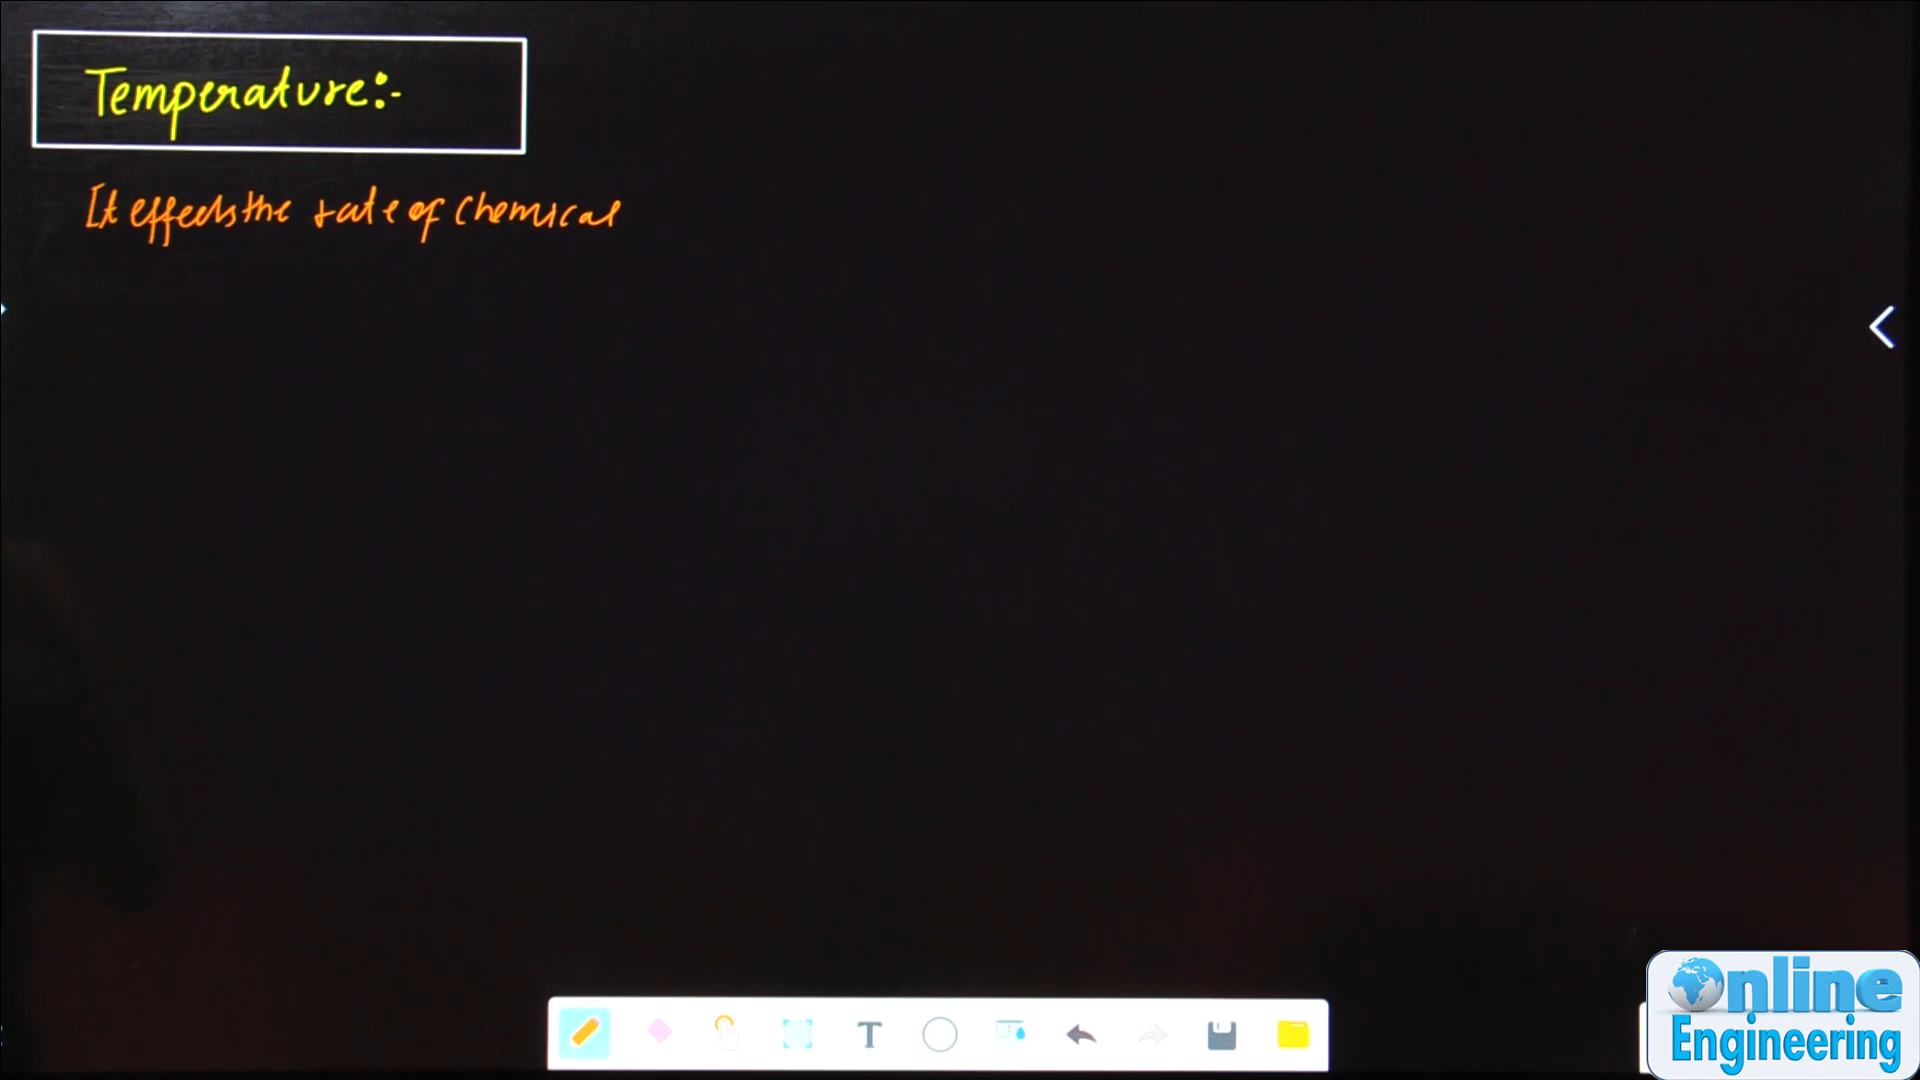 Temperature:-
It effects the rate of Chemical
T
Online
Engineering